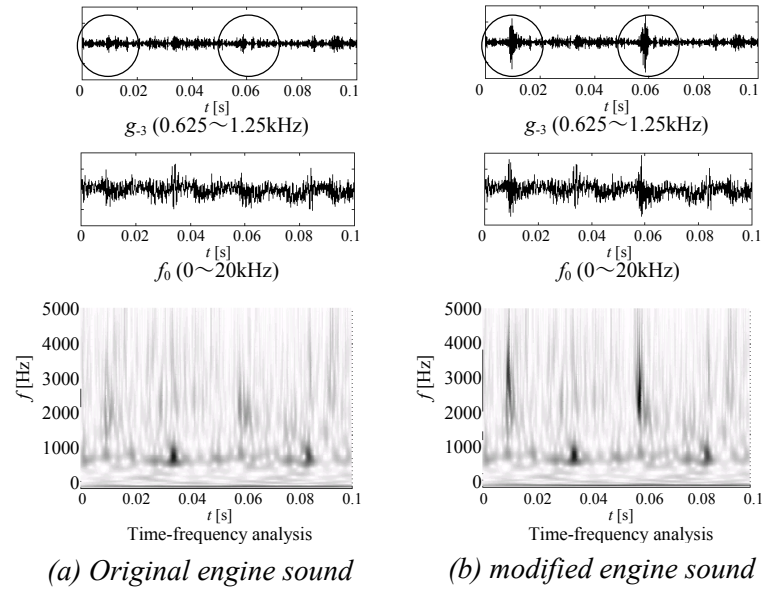 0 0.02 0.04 0.06 0.08 0.1
t [s]
g-3 (0.625～1.25kHz)
0 0.02 0.04 0.06 0.08 0.1
t [s]
f0 (0～20kHz)
5000
4000
3000
2000
1000
0
f [Hz]
0 0.02 0.04 0.06 0.08 0.1
t [s]
Time-frequency analysis
(a) Original engine sound
0 0.02 0.04 0.06 0.08 0.1
t [s]
g-3 (0.625～1.25kHz)
0 0.02 0.04 0.06 0.08 0.1
t [s]
f0 (0～20kHz)
5000
4000
3000
2000
1000
0
f [Hz]
0 0.02 0.04 0.06 0.08 0.1
t [s]
Time-frequency analysis
(b) modified engine sound